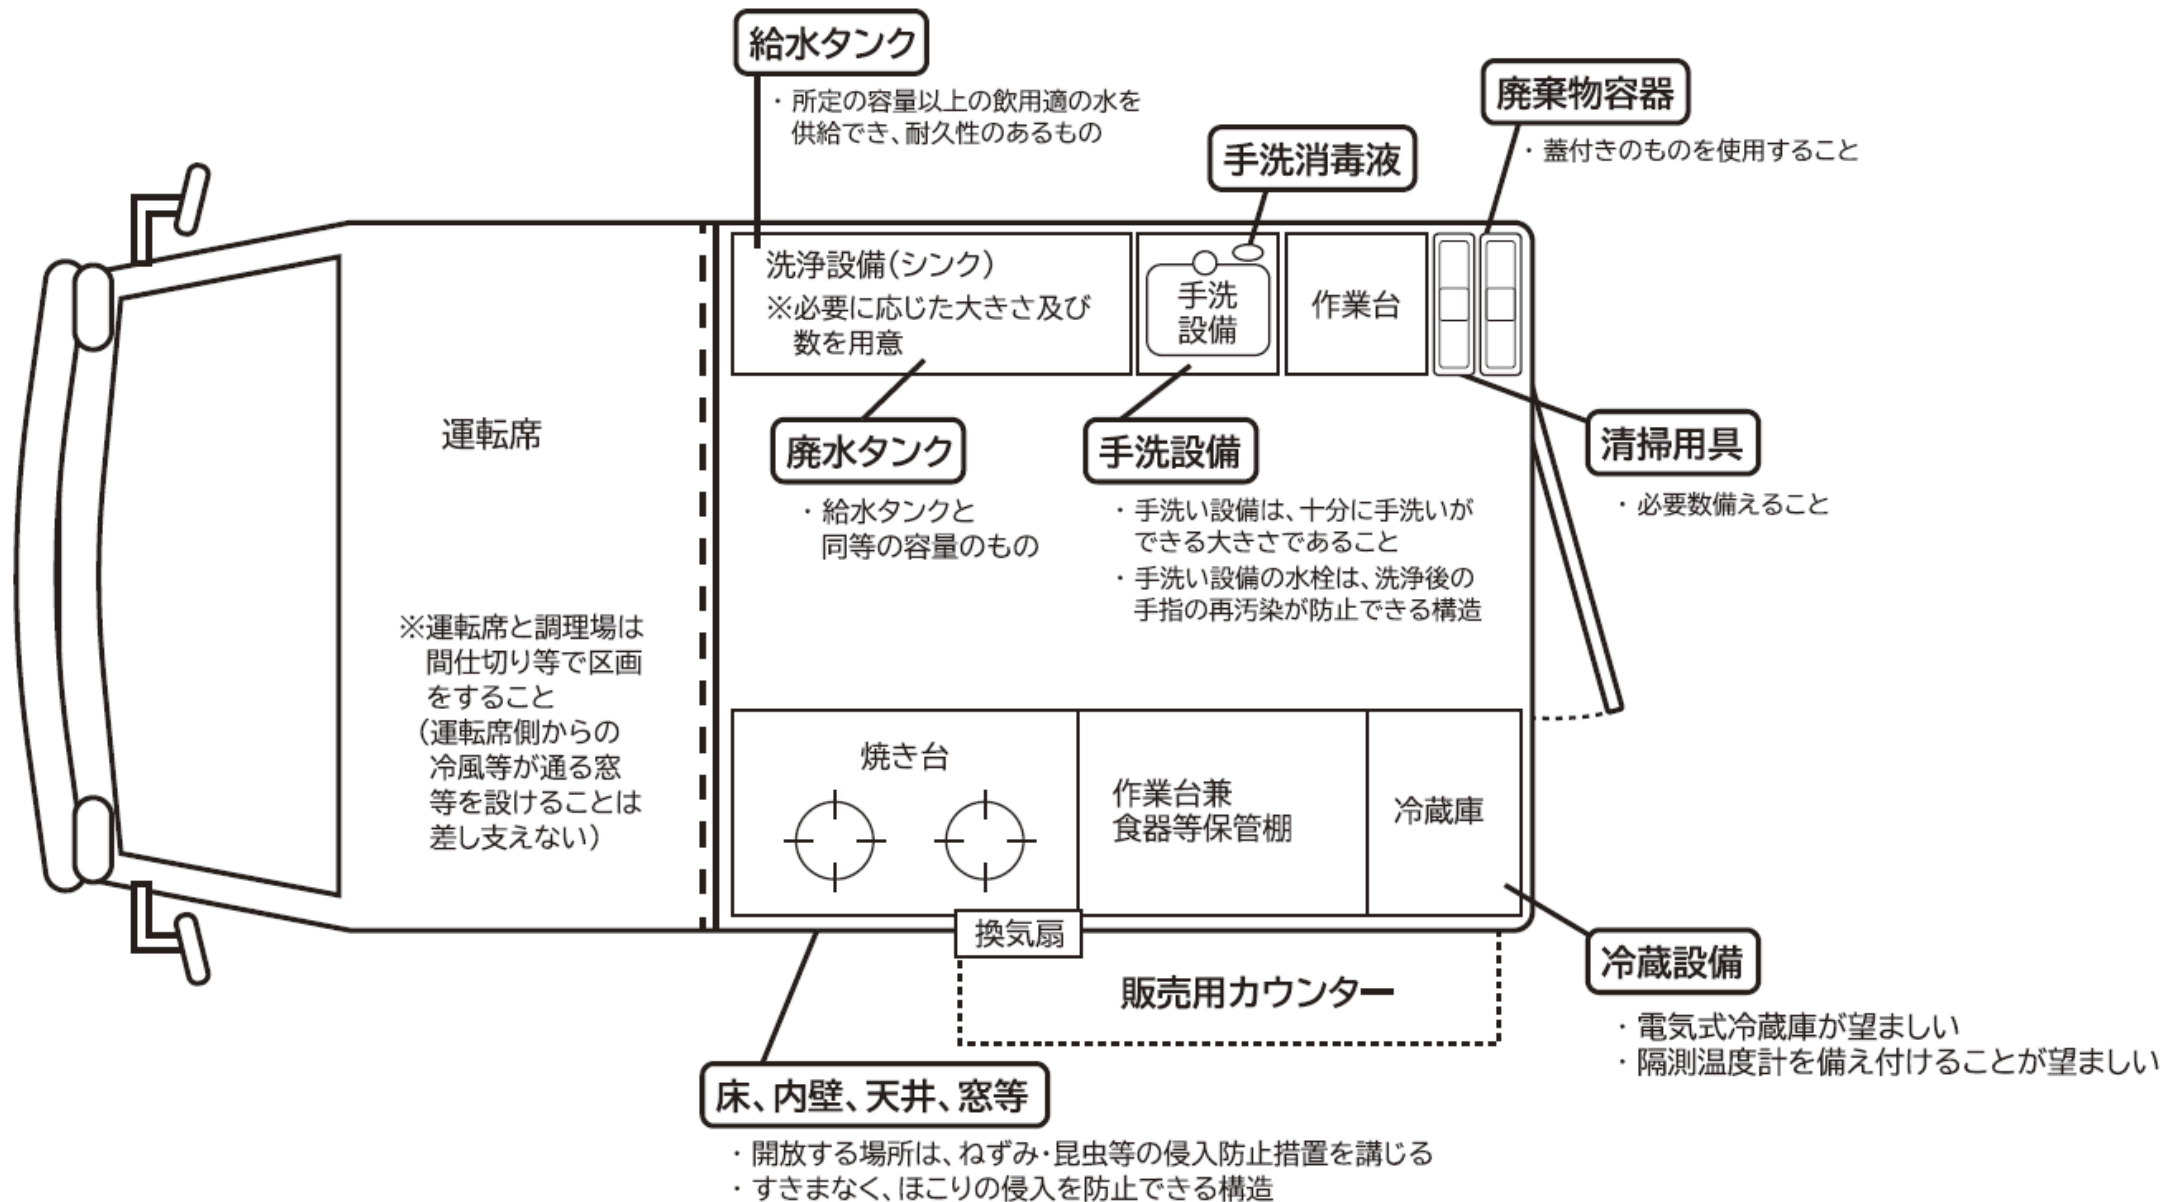 給水タンク
・所定の容量以上の飲用適の水を
供給でき、耐久性のあるもの
廃棄物容器
・蓋付きのものを使用すること
手洗消毒液
洗浄設備（シンク）
※必要に応じた大きさ及び
数を用意
手洗
設備
作業台
運転席
廃水タンク
・給水タンクと
同等の容量のもの
手洗設備
・手洗い設備は、十分に手洗いが
できる大きさであること
・手洗い設備の水栓は、洗浄後の
手指の再汚染が防止できる構造
清掃用具
・必要数備えること
※運転席と調理場は
間仕切り等で区画
をすること
（運転席側からの
冷風等が通る窓
等を設けることは
差し支えない）
焼き台
作業台兼
食器等保管棚
冷蔵庫
換気扇
販売用カウンター
冷蔵設備
・電気式冷蔵庫が望ましい
・隔測温度計を備え付けることが望ましい
床、内壁、天井、窓等
・開放する場所は、ねずみ・昆虫等の侵入防止措置を講じる
・すきまなく、ほこりの侵入を防止できる構造